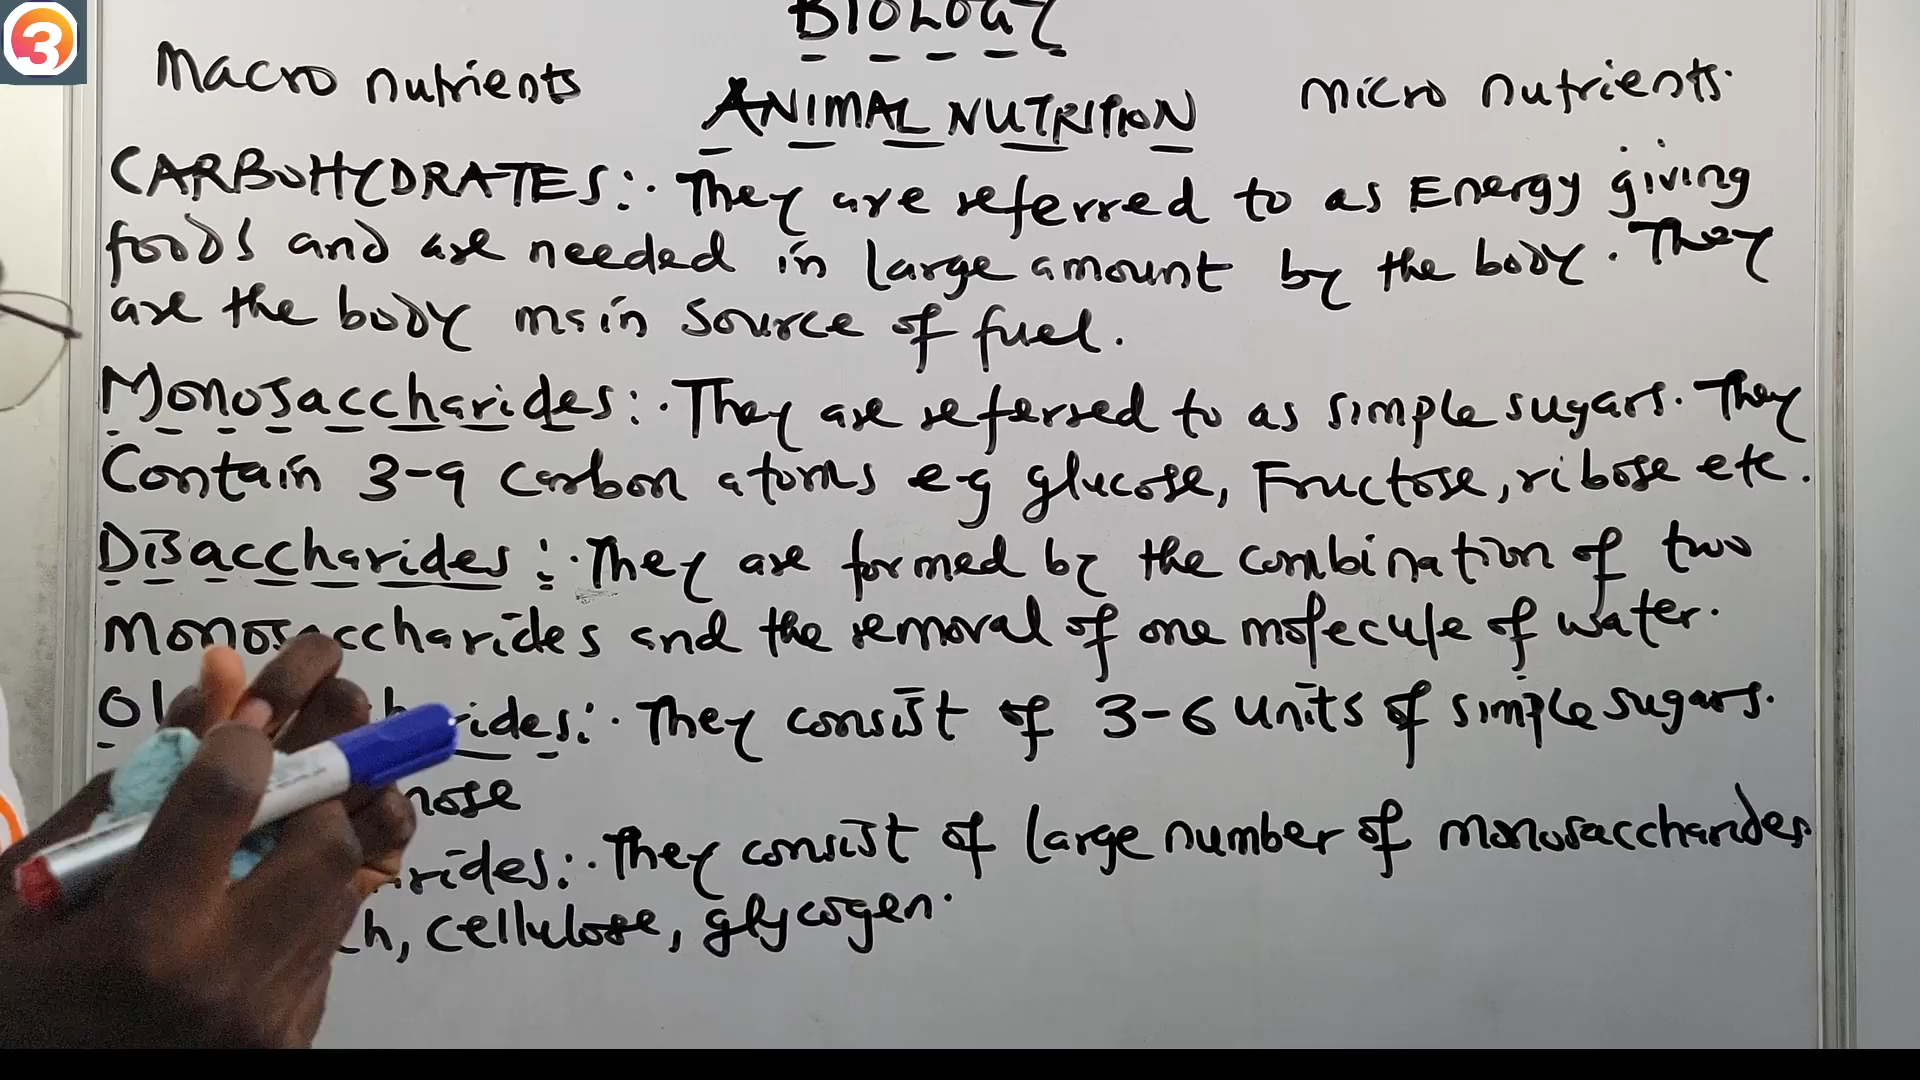 3
BIOLOGY
Macro nutrients
ANIMAL NUTRITION
micro nutrients.
CARBOHYDRATES:. They are referred to as Energy giving
foods and are needed in large amount by the body. They
are the body main source of fuel.
Monosaccharides:. They are referred to as simple sugars. They
Contain 3-9 carbon atoms eg glucose, Fructose, ribose etc.
Disaccharides:. They are formed by the combination of two
monosaccharides and the removal of one molecule of water.
They consist of 3-6 units of simple sugars.
They consist of large number of monosaccharides.
cellulose, glycogen.